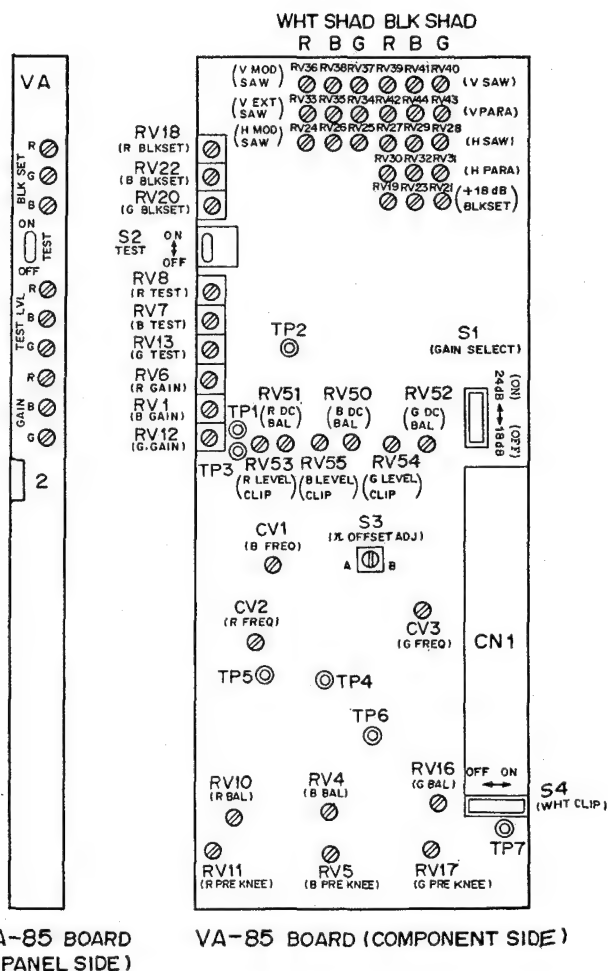 WHT SHAD BLK SHAD
R B G R B G
VA
(V MOD SAW) RV36 RV38 RV37 RV39 RV41 RV40 (V SAW)
(V EXT SAW) RV33 RV35 RV34 RV42 RV44 RV43 (V PARA)
(H MOD SAW) RV24 RV26 RV25 RV27 RV29 RV28 (H SAW)
RV30 RV32 RV31 (H PARA)
RV19 RV23 RV21 (+18 dB BLKSET)
BLK SET
R
G
B
ON
TEST
OFF
TEST LVL
R
B
G
GAIN
R
B
G
2
RV18
(R BLKSET)
RV22
(B BLKSET)
RV20
(G BLKSET)
S2 ON
TEST OFF
RV8
(R TEST)
RV7
(B TEST)
RV13
(G TEST)
RV6
(R GAIN)
RV1
(B GAIN)
RV12
(G.GAIN)
TP2
S1
(GAIN SELECT)
24dB ↔ 18dB
(ON) (OFF)
TP1
RV51 RV50 RV52
(R DC BAL) (B DC BAL) (G DC BAL)
TP3
RV53 RV55 RV54
(R LEVEL CLIP) (B LEVEL CLIP) (G LEVEL CLIP)
CV1
(B FREQ)
S3
(π OFFSET ADJ)
A B
CV2
(R FREQ)
CV3
(G FREQ)
CN1
TP5
TP4
TP6
OFF ON
RV10
(R BAL)
RV4
(B BAL)
RV16
(G BAL)
S4
(WHT CLIP)
TP7
RV11
(R PRE KNEE)
RV5
(B PRE KNEE)
RV17
(G PRE KNEE)
A-85 BOARD
PANEL SIDE)
VA-85 BOARD (COMPONENT SIDE)